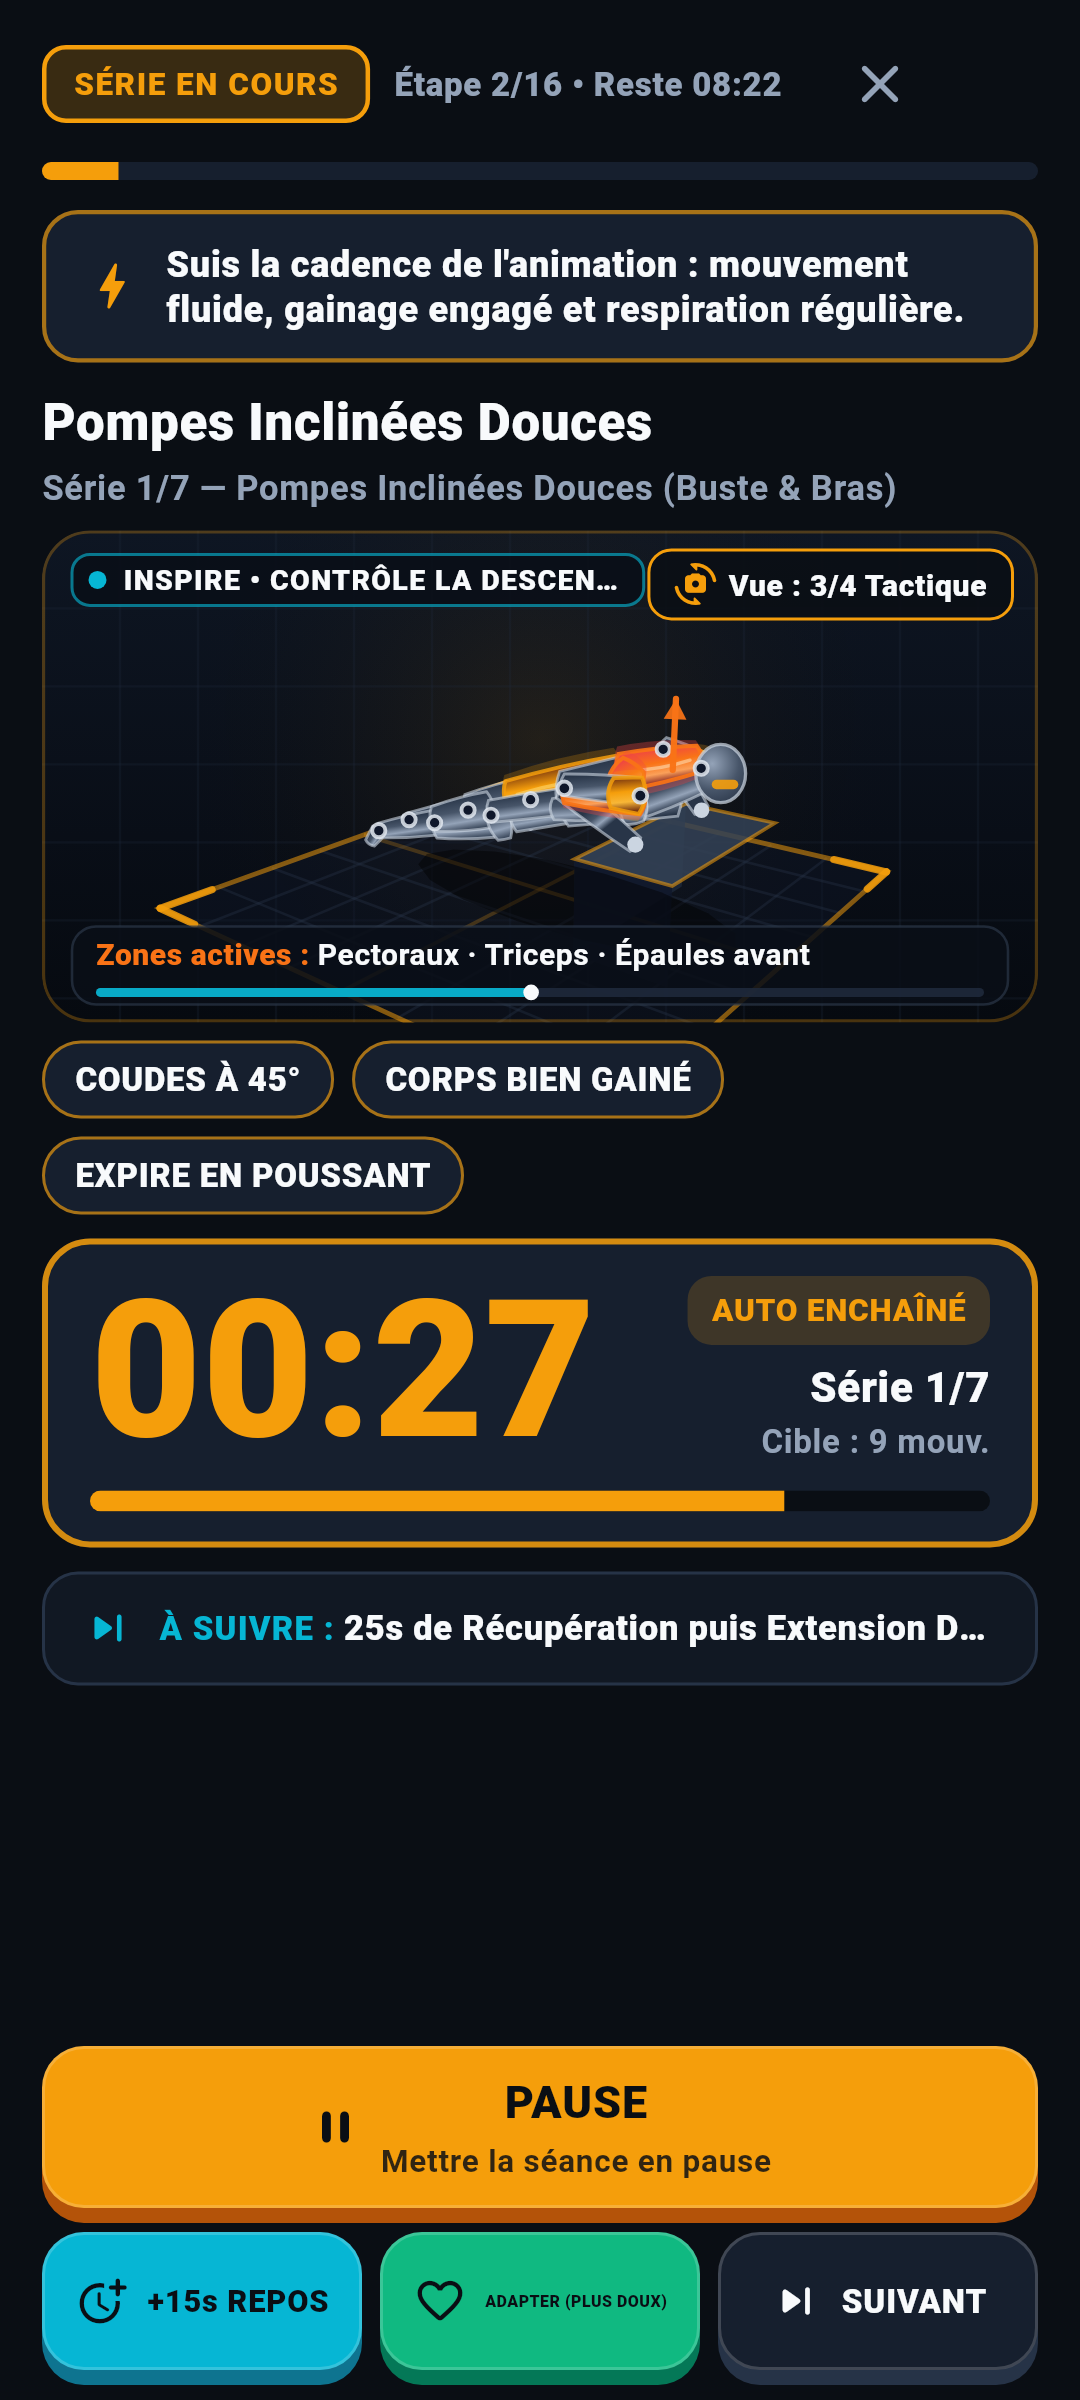 SÉRIE EN COURS
Étape 2/16 • Reste 08:22
Suis la cadence de l'animation : mouvement
fluide, gainage engagé et respiration régulière.
Pompes Inclinées Douces
Série 1/7 — Pompes Inclinées Douces (Buste & Bras)
INSPIRE • CONTRÔLE LA DESCEN...
Vue : 3/4 Tactique
Zones actives : Pectoraux · Triceps · Épaules avant
COUDES À 45°
CORPS BIEN GAINÉ
EXPIRE EN POUSSANT
00:27
AUTO ENCHAÎNÉ
Série 1/7
Cible : 9 mouv.
À SUIVRE : 25s de Récupération puis Extension D...
PAUSE
Mettre la séance en pause
+15s REPOS
ADAPTER (PLUS DOUX)
SUIVANT